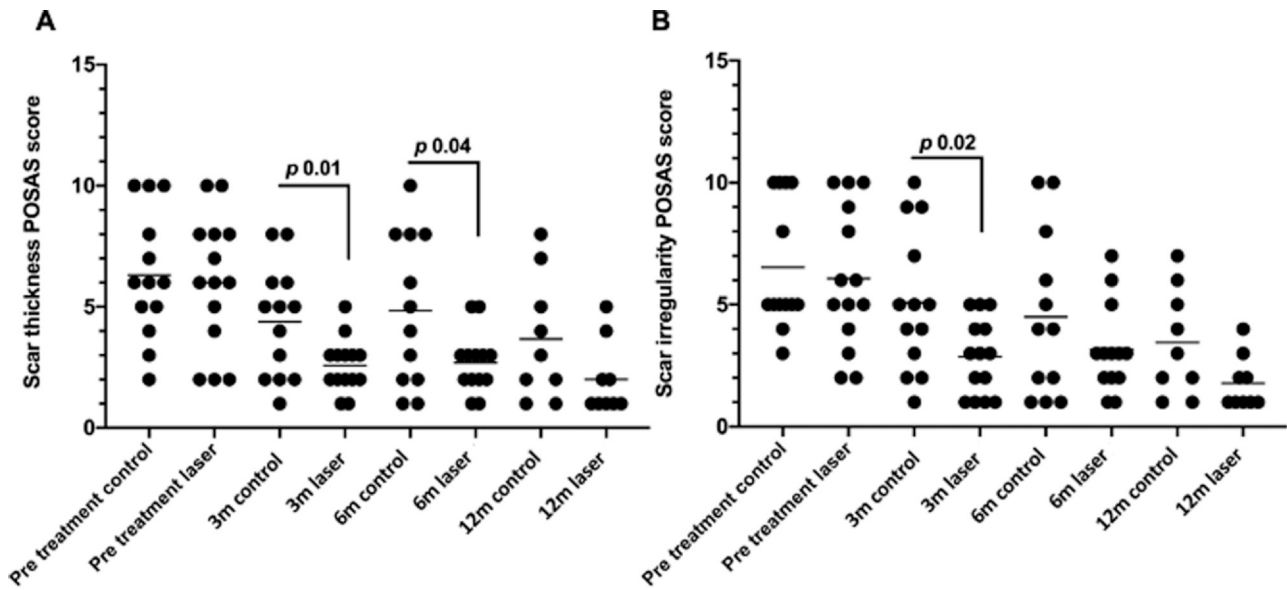 A
Scar thickness POSAS score
15
10
5
0
p 0.01
p 0.04
Pre treatment control
Pre treatment laser
3m control
3m laser
6m control
6m laser
12m control
12m laser
B
Scar irregularity POSAS score
15
10
5
0
p 0.02
Pre treatment control
Pre treatment laser
3m control
3m laser
6m control
6m laser
12m control
12m laser